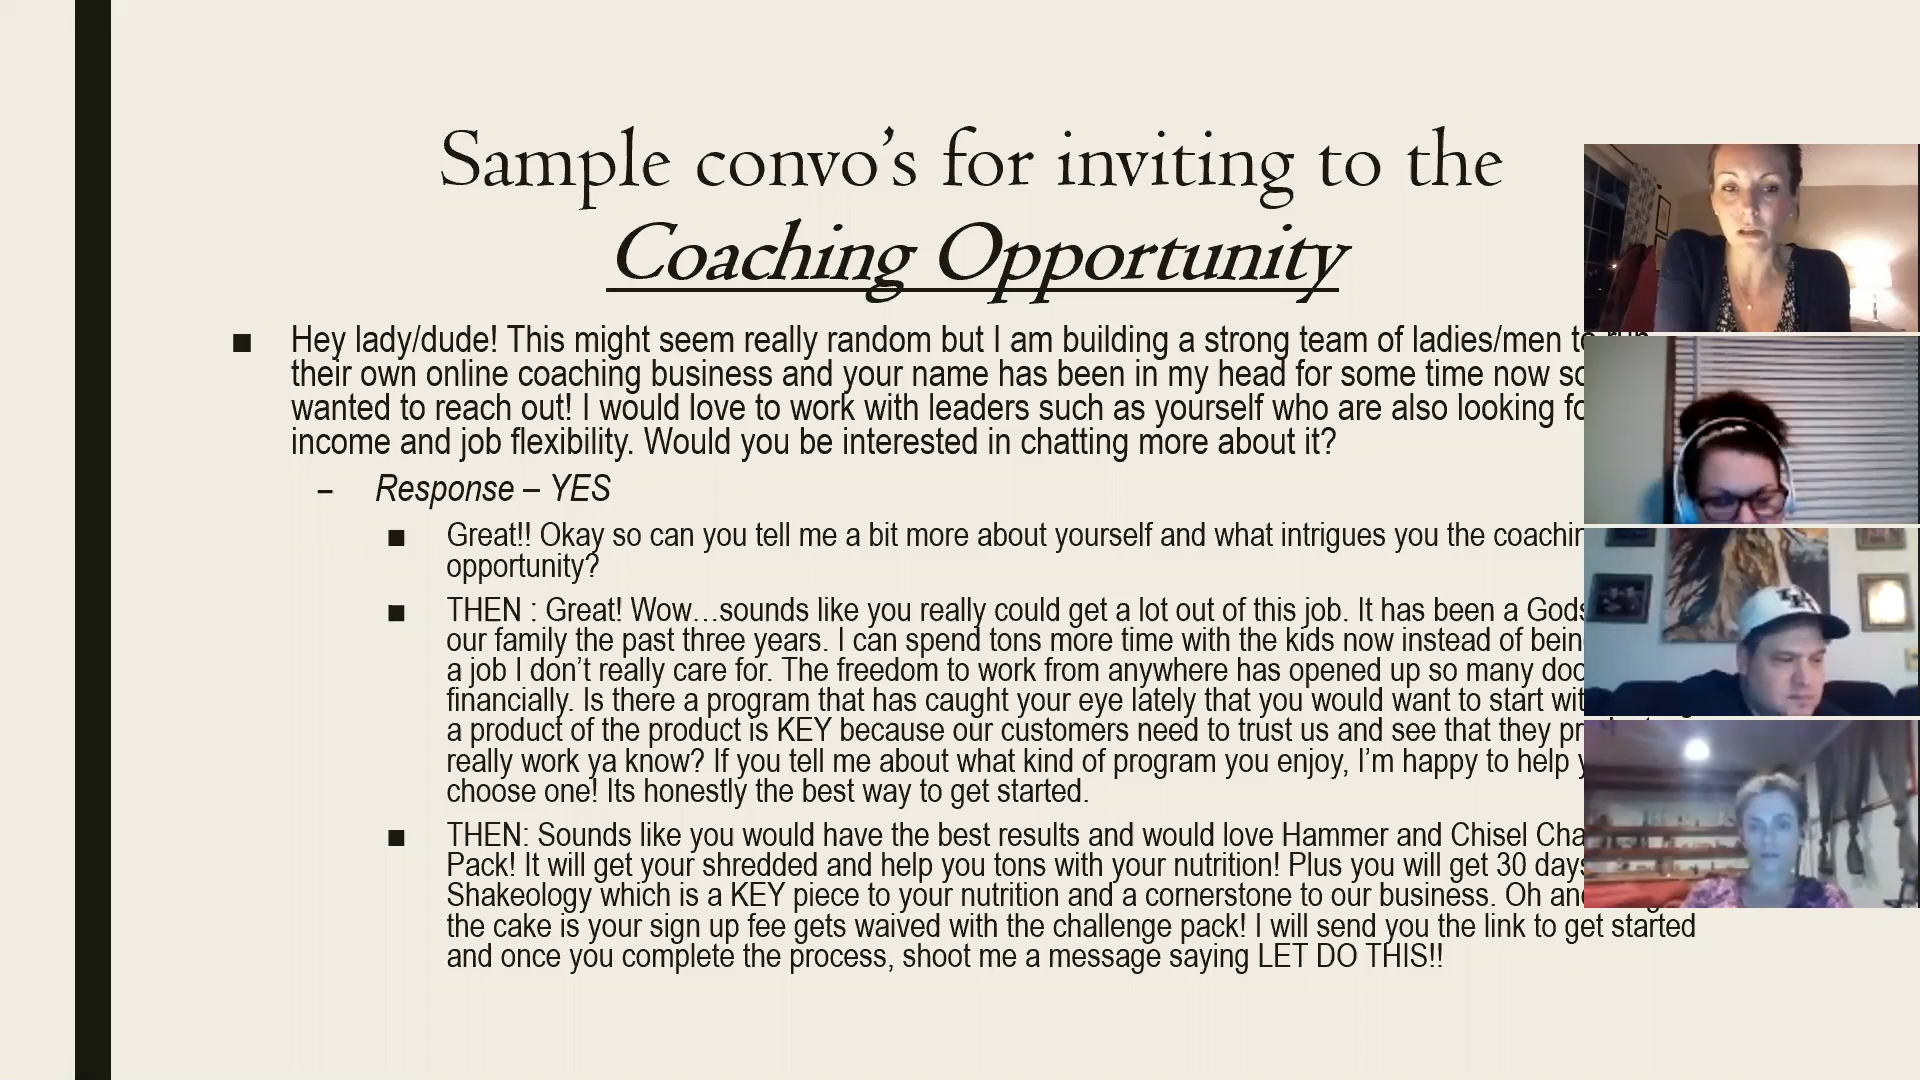 Sample convo’s for inviting to the
Coaching Opportunity
■ Hey lady/dude! This might seem really random but I am building a strong team of ladies/men to run
their own online coaching business and your name has been in my head for some time now so
wanted to reach out! I would love to work with leaders such as yourself who are also looking
income and job flexibility. Would you be interested in chatting more about it?
– Response – YES
■ Great!! Okay so can you tell me a bit more about yourself and what intrigues you the
opportunity?
■ THEN : Great! Wow…sounds like you really could get a lot out of this job. It has been a
our family the past three years. I can spend tons more time with the kids now instead of
a job I don’t really care for. The freedom to work from anywhere has opened up so many
financially. Is there a program that has caught your eye lately that you would want to start
a product of the product is KEY because our customers need to trust us and see that they
really work ya know? If you tell me about what kind of program you enjoy, I’m happy to help
choose one! Its honestly the best way to get started.
■ THEN: Sounds like you would have the best results and would love Hammer and Chisel
Pack! It will get your shredded and help you tons with your nutrition! Plus you will get 30 days
Shakeology which is a KEY piece to your nutrition and a cornerstone to our business. Oh
the cake is your sign up fee gets waived with the challenge pack! I will send you the link to get started
and once you complete the process, shoot me a message saying LET DO THIS!!